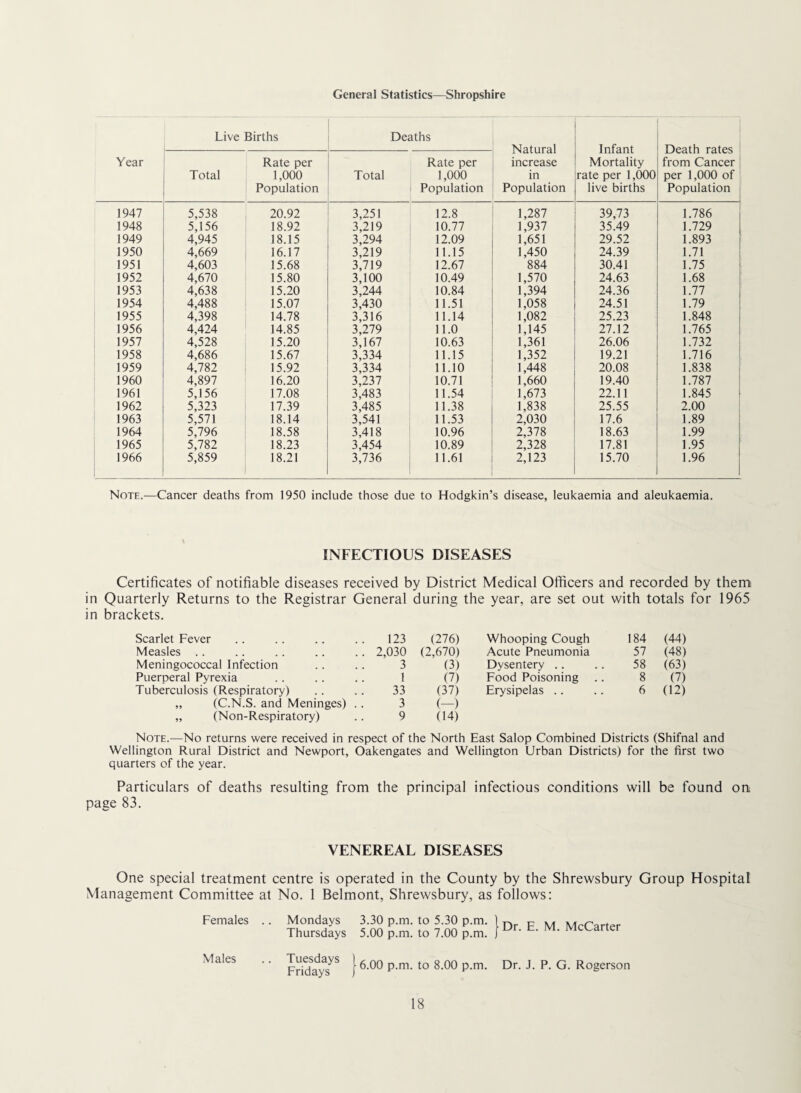 General Statistics—Shropshire
Year | Live Births | Deaths | Natural increase in Population | Infant Mortality rate per 1,000 live births | Death rates from Cancer per 1,000 of Population
Total | Rate per 1,000 Population | Total | Rate per 1,000 Population
1947 5,538 20.92 3,251 12.8 1,287 39,73 1.786
1948 5,156 18.92 3,219 10.77 1,937 35.49 1.729
1949 4,945 18.15 3,294 12.09 1,651 29.52 1.893
1950 4,669 16.17 3,219 11.15 1,450 24.39 1.71
1951 4,603 15.68 3,719 12.67 884 30.41 1.75
1952 4,670 15.80 3,100 10.49 1,570 24.63 1.68
1953 4,638 15.20 3,244 10.84 1,394 24.36 1.77
1954 4,488 15.07 3,430 11.51 1,058 24.51 1.79
1955 4,398 14.78 3,316 11.14 1,082 25.23 1.848
1956 4,424 14.85 3,279 11.0 1,145 27.12 1.765
1957 4,528 15.20 3,167 10.63 1,361 26.06 1.732
1958 4,686 15.67 3,334 11.15 1,352 19.21 1.716
1959 4,782 15.92 3,334 11.10 1,448 20.08 1.838
1960 4,897 16.20 3,237 10.71 1,660 19.40 1.787
1961 5,156 17.08 3,483 11.54 1,673 22.11 1.845
1962 5,323 17.39 3,485 11.38 1,838 25.55 2.00
1963 5,571 18.14 3,541 11.53 2,030 17.6 1.89
1964 5,796 18.58 3,418 10.96 2,378 18.63 1.99
1965 5,782 18.23 3,454 10.89 2,328 17.81 1.95
1966 5,859 18.21 3,736 11.61 2,123 15.70 1.96
NOTE.—Cancer deaths from 1950 include those due to Hodgkin's disease, leukaemia and aleukaemia.
INFECTIOUS DISEASES
Certificates of notifiable diseases received by District Medical Officers and recorded by them
in Quarterly Returns to the Registrar General during the year, are set out with totals for 1965
in brackets.
Scarlet Fever .. .. .. .. 123 (276) Whooping Cough 184 (44)
Measles .. .. .. .. .. 2,030 (2,670) Acute Pneumonia 57 (48)
Meningococcal Infection .. .. 3 (3) Dysentery .. .. 58 (63)
Puerperal Pyrexia .. .. .. 1 (7) Food Poisoning .. 8 (7)
Tuberculosis (Respiratory) .. .. 33 (37) Erysipelas .. .. 6 (12)
„ (C.N.S. and Meninges) .. 3 (—)
„ (Non-Respiratory) .. 9 (14)
NOTE.—No returns were received in respect of the North East Salop Combined Districts (Shifnal and
Wellington Rural District and Newport, Oakengates and Wellington Urban Districts) for the first two
quarters of the year.
Particulars of deaths resulting from the principal infectious conditions will be found on
page 83.
VENEREAL DISEASES
One special treatment centre is operated in the County by the Shrewsbury Group Hospital
Management Committee at No. 1 Belmont, Shrewsbury, as follows:
Females .. Mondays 3.30 p.m. to 5.30 p.m. } Dr. E. M. McCarter
Thursdays 5.00 p.m. to 7.00 p.m. }
Males .. Tuesdays } 6.00 p.m. to 8.00 p.m. Dr. J. P. G. Rogerson
Fridays }
18